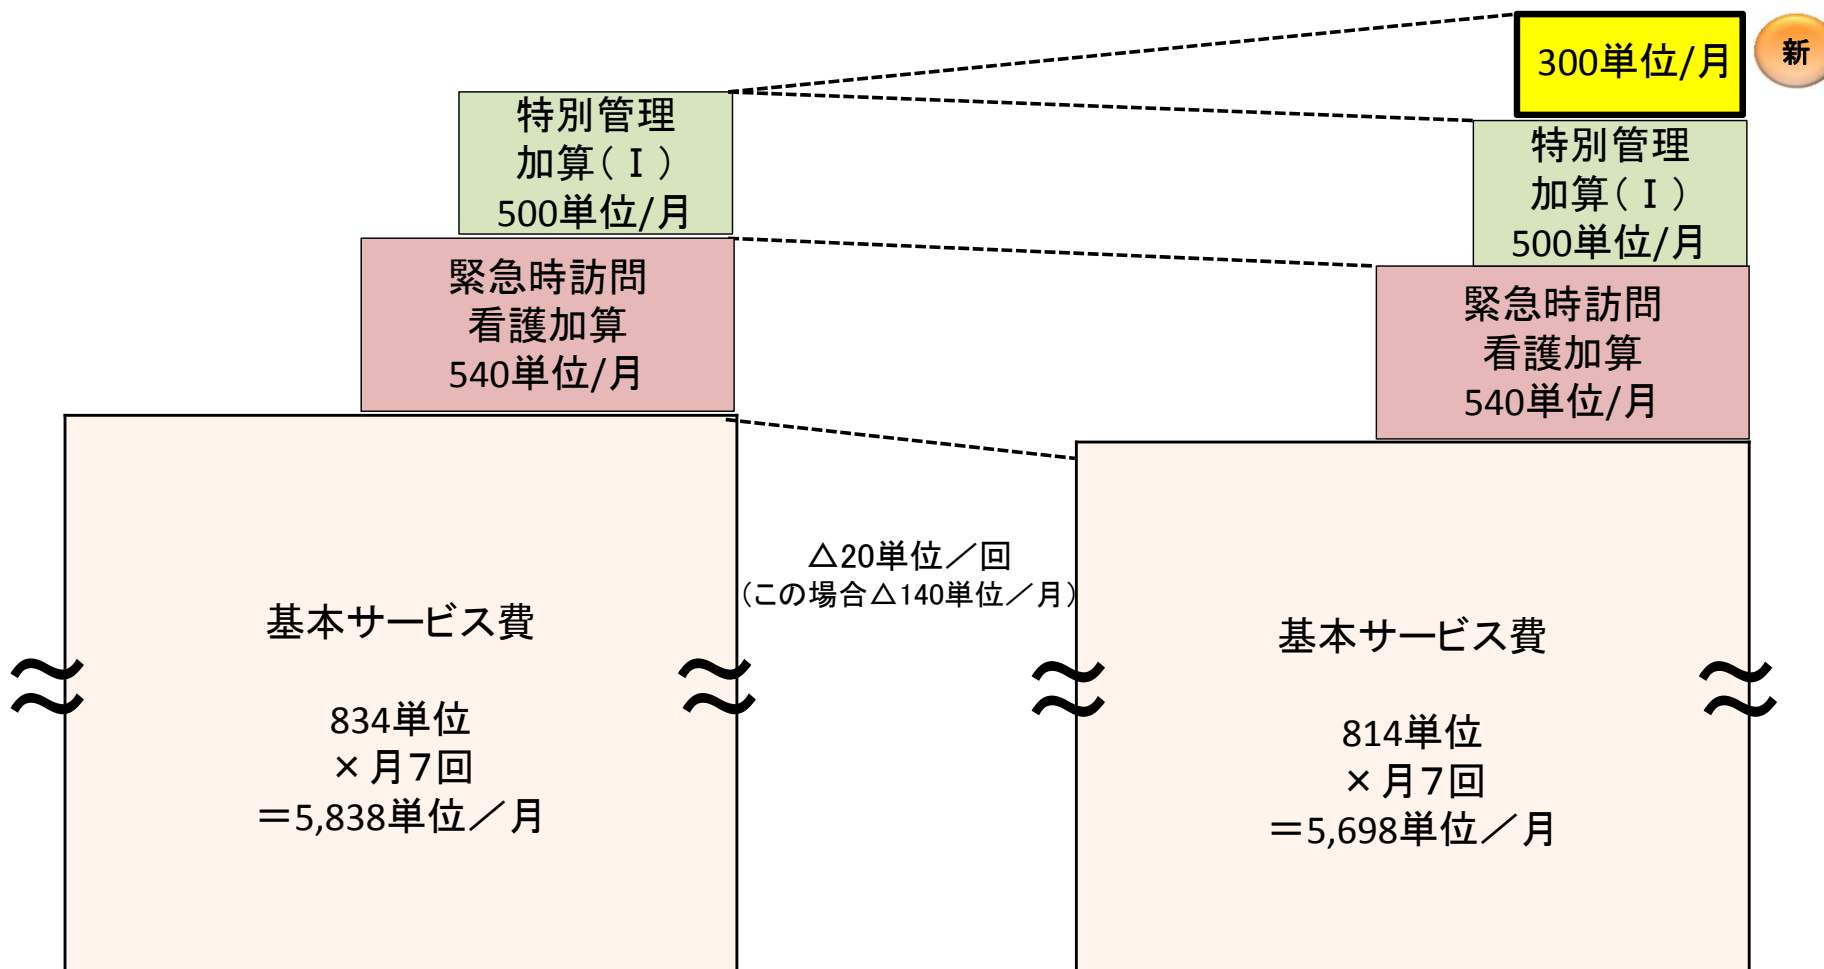 300単位/月
新
特別管理
加算(Ⅰ)
500単位/月
特別管理
加算(Ⅰ)
500単位/月
緊急時訪問
看護加算
540単位/月
緊急時訪問
看護加算
540単位/月
△20単位／回
(この場合△140単位／月)
基本サービス費
834単位
×月7回
＝5,838単位／月
基本サービス費
814単位
×月7回
＝5,698単位／月